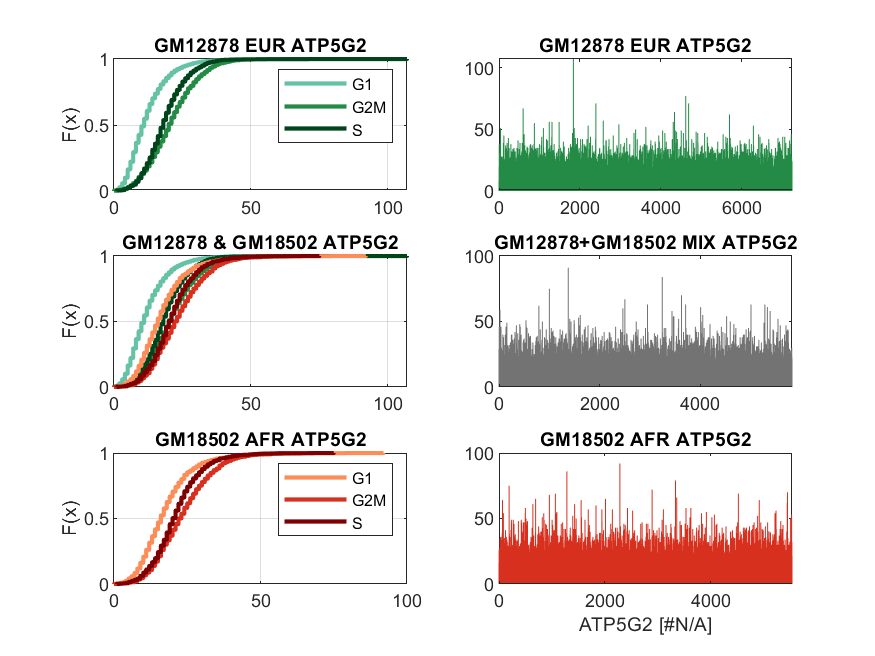 GM12878 EUR ATP5G2
F(x)
1
0.5
0
0
50
100
G1
G2M
S
GM12878 EUR ATP5G2
100
50
0
0
2000
4000
6000
GM12878 & GM18502 ATP5G2
F(x)
1
0.5
0
0
50
100
GM12878+GM18502 MIX ATP5G2
100
50
0
0
2000
4000
GM18502 AFR ATP5G2
F(x)
1
0.5
0
0
50
100
G1
G2M
S
GM18502 AFR ATP5G2
100
50
0
0
2000
4000
ATP5G2 [#N/A]